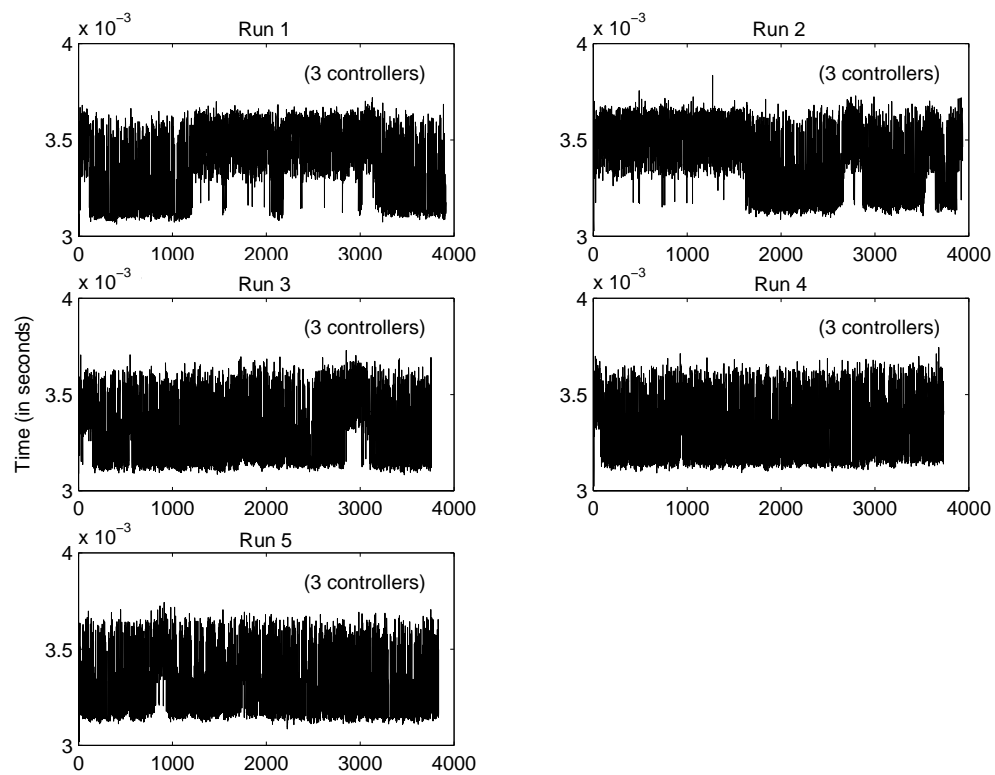 x 10⁻³
Run 1
(3 controllers)
4
3.5
3
0 1000 2000 3000 4000
x 10⁻³
Run 2
(3 controllers)
4
3.5
3
0 1000 2000 3000 4000
x 10⁻³
Run 3
(3 controllers)
4
3.5
3
0 1000 2000 3000 4000
Time (in seconds)
x 10⁻³
Run 4
(3 controllers)
4
3.5
3
0 1000 2000 3000 4000
x 10⁻³
Run 5
(3 controllers)
4
3.5
3
0 1000 2000 3000 4000